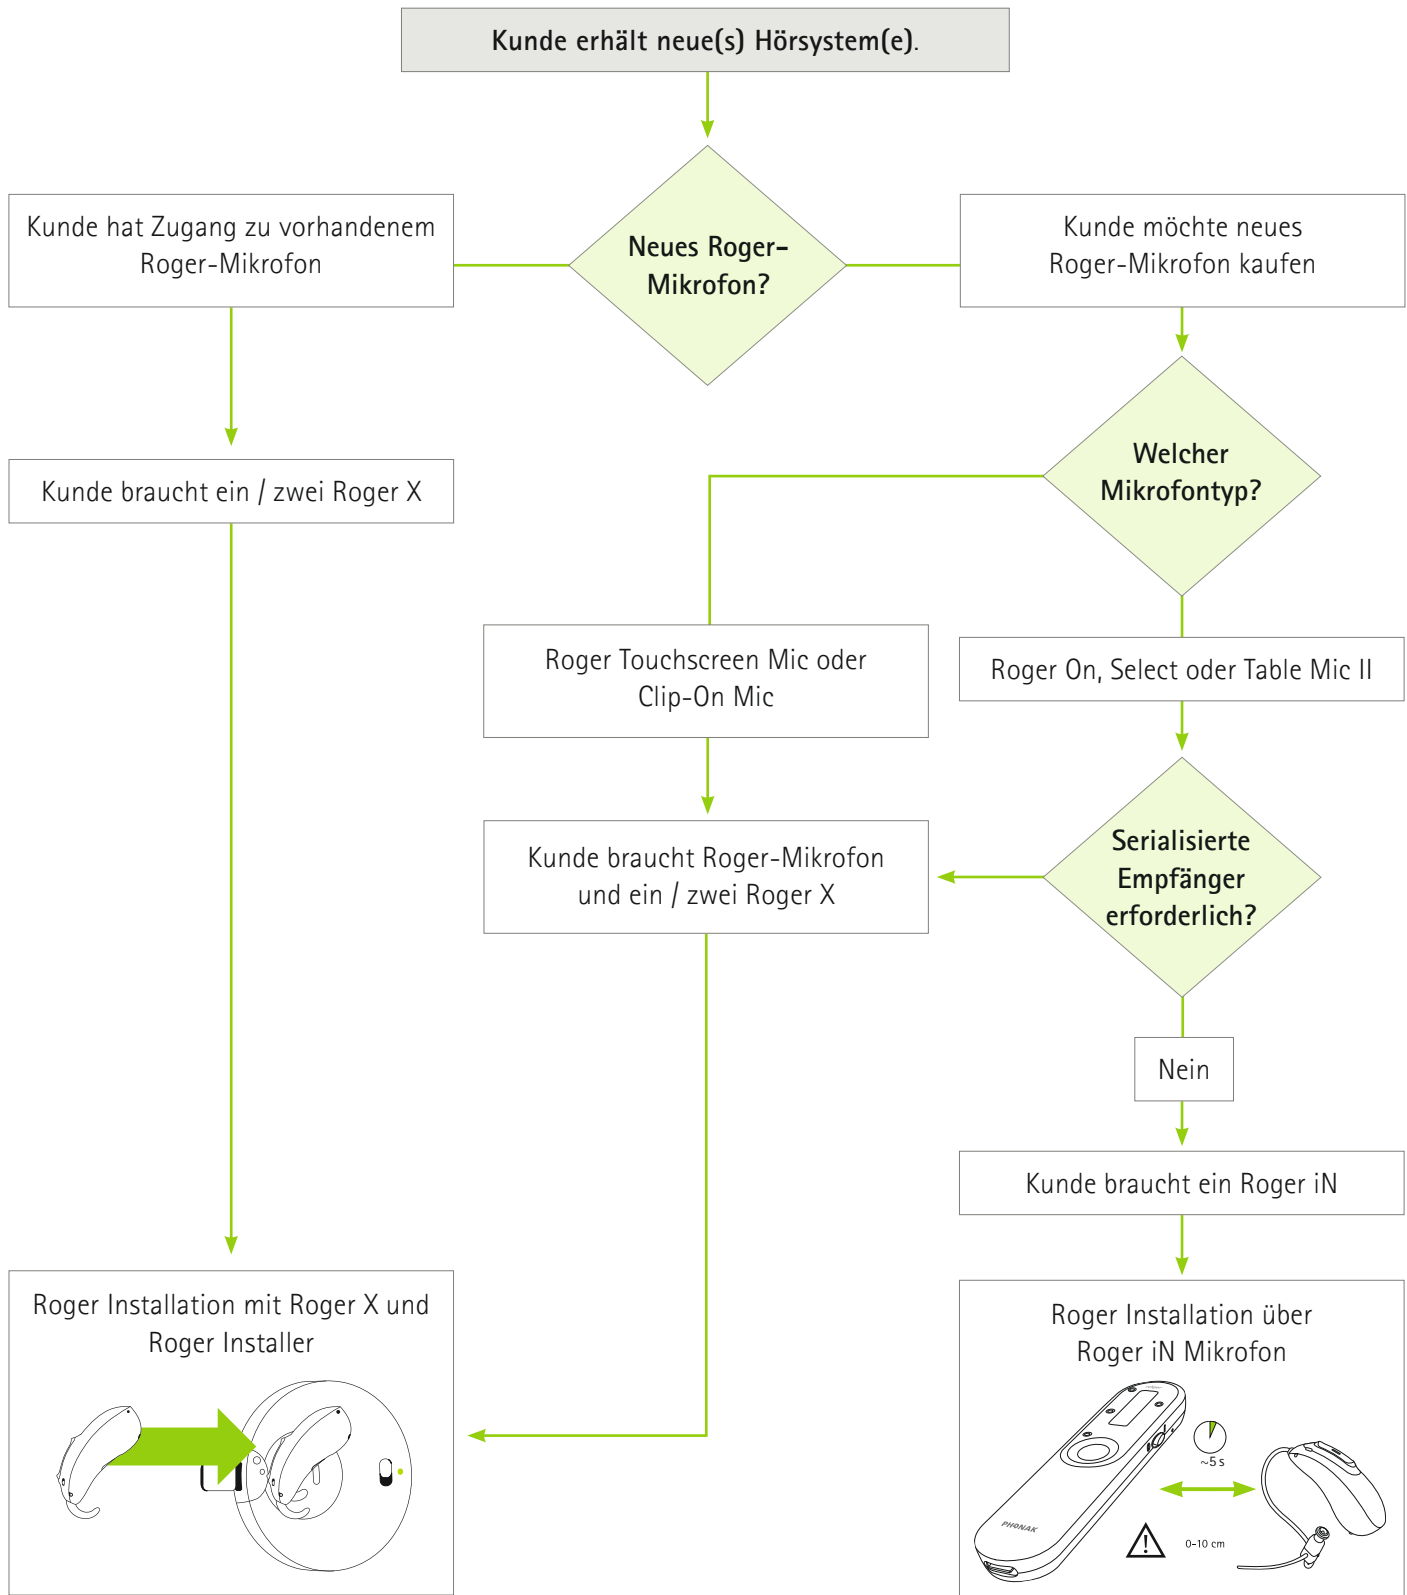 Kunde erhält neue(s) Hörsystem(e).
Kunde hat Zugang zu vorhandenem
Roger-Mikrofon
Neues Roger-
Mikrofon?
Kunde möchte neues
Roger-Mikrofon kaufen
Welcher
Mikrofontyp?
Kunde braucht ein / zwei Roger X
Roger Touchscreen Mic oder
Clip-On Mic
Roger On, Select oder Table Mic II
Kunde braucht Roger-Mikrofon
und ein / zwei Roger X
Serialisierte
Empfänger
erforderlich?
Nein
Kunde braucht ein Roger iN
Roger Installation mit Roger X und
Roger Installer
Roger Installation über
Roger iN Mikrofon
~5 s
PHONAK
0-10 cm